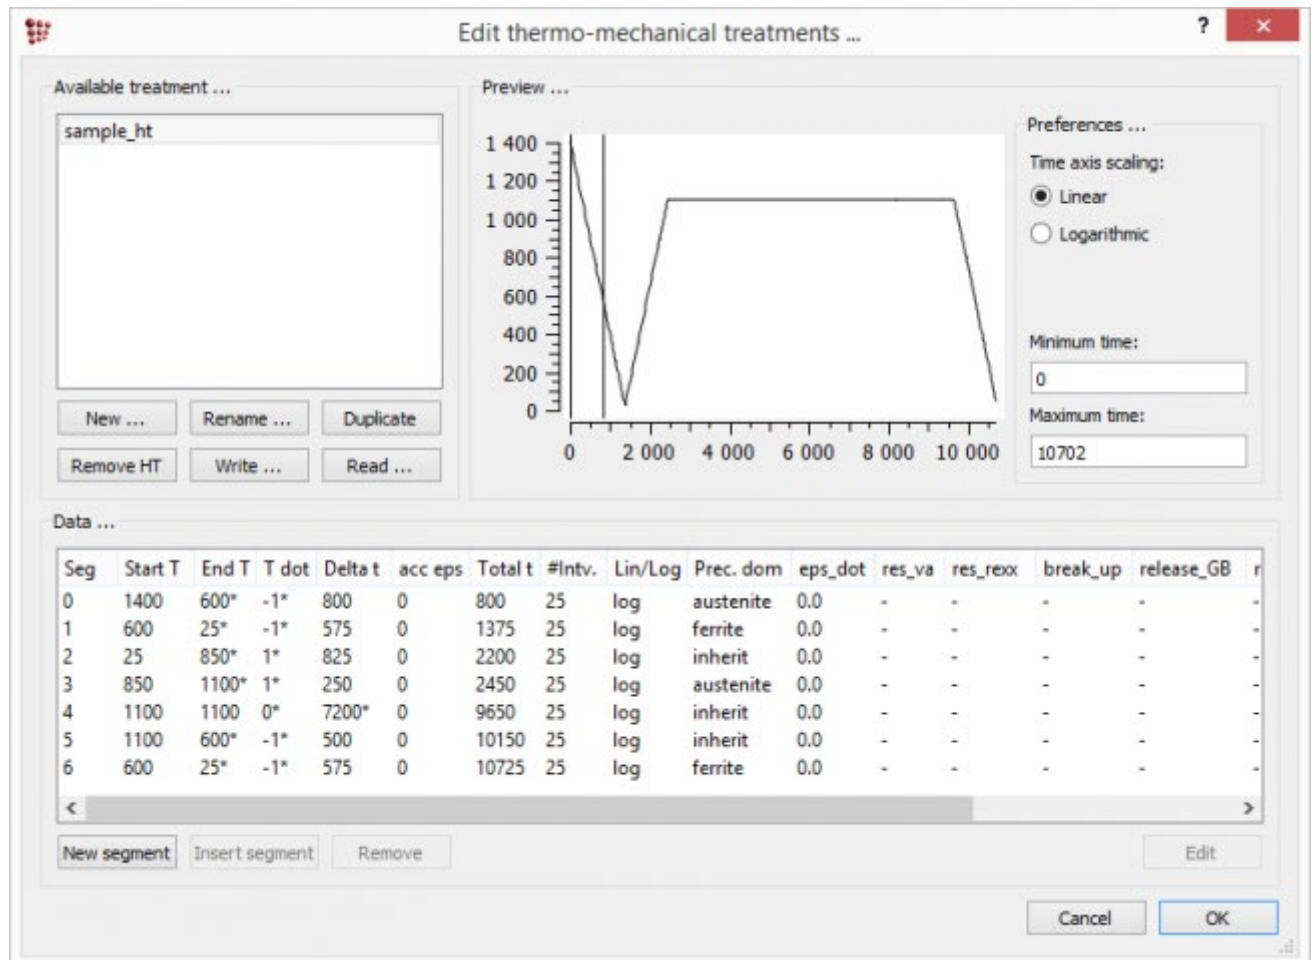 Edit thermo-mechanical treatments ...
?
×
Available treatment ...
sample_ht
New ...
Rename ...
Duplicate
Remove HT
Write ...
Read ...
Preview ...
1 400
1 200
1 000
800
600
400
200
0
0 2 000 4 000 6 000 8 000 10 000
Preferences ...
Time axis scaling:
Linear
Logarithmic
Minimum time:
0
Maximum time:
10702
Data ...
Seg Start T End T T dot Delta t acc eps Total t #Intv. Lin/Log Prec. dom eps_dot res_va res_rexx break_up release_GB r
0 1400 600* -1* 800 0 800 25 log austenite 0.0 - - - - -
1 600 25* -1* 575 0 1375 25 log ferrite 0.0 - - - - -
2 25 850* 1* 825 0 2200 25 log inherit 0.0 - - - - -
3 850 1100* 1* 250 0 2450 25 log austenite 0.0 - - - - -
4 1100 1100 0* 7200* 0 9650 25 log inherit 0.0 - - - - -
5 1100 600* -1* 500 0 10150 25 log inherit 0.0 - - - - -
6 600 25* -1* 575 0 10725 25 log ferrite 0.0 - - - - -
New segment
Insert segment
Remove
Edit
Cancel
OK